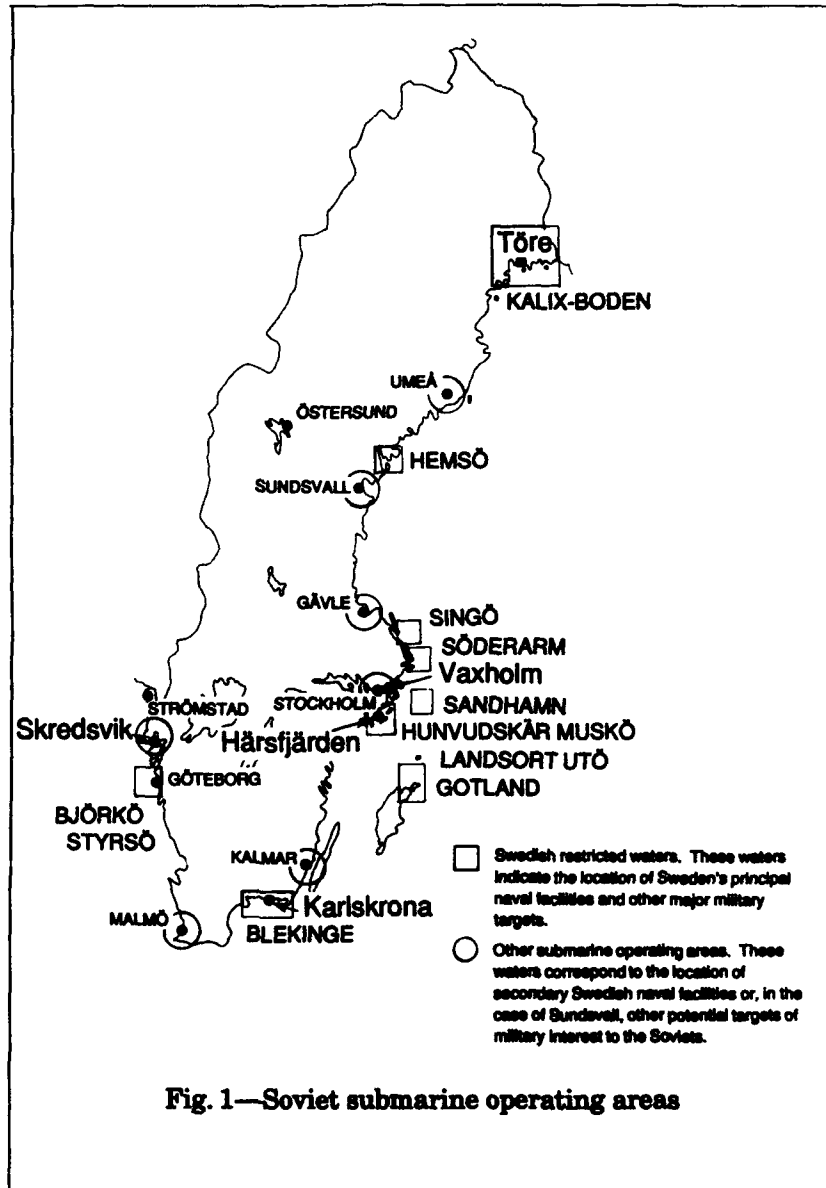 Töre
KALIX-BODEN
UMEÅ
ÖSTERSUND
HEMSÖ
SUNDSVALL
GÄVLE
SINGÖ
SÖDERARM
Vaxholm
STOCKHOLM
SANDHAMN
STRÖMSTAD
Skredsvik
Härsfjärden
HUNVUDSKÄR MUSKÖ
LANDSORT UTÖ
GÖTEBORG
GOTLAND
BJÖRKÖ
STYRSÖ
KALMAR
Karlskrona
MALMÖ
BLEKINGE
Swedish restricted waters. These waters
indicate the location of Sweden's principal
naval facilities and other major military
targets.
Other submarine operating areas. These
waters correspond to the location of
secondary Swedish naval facilities or, in the
case of Sundsvall, other potential targets of
military interest to the Soviets.
Fig. 1—Soviet submarine operating areas